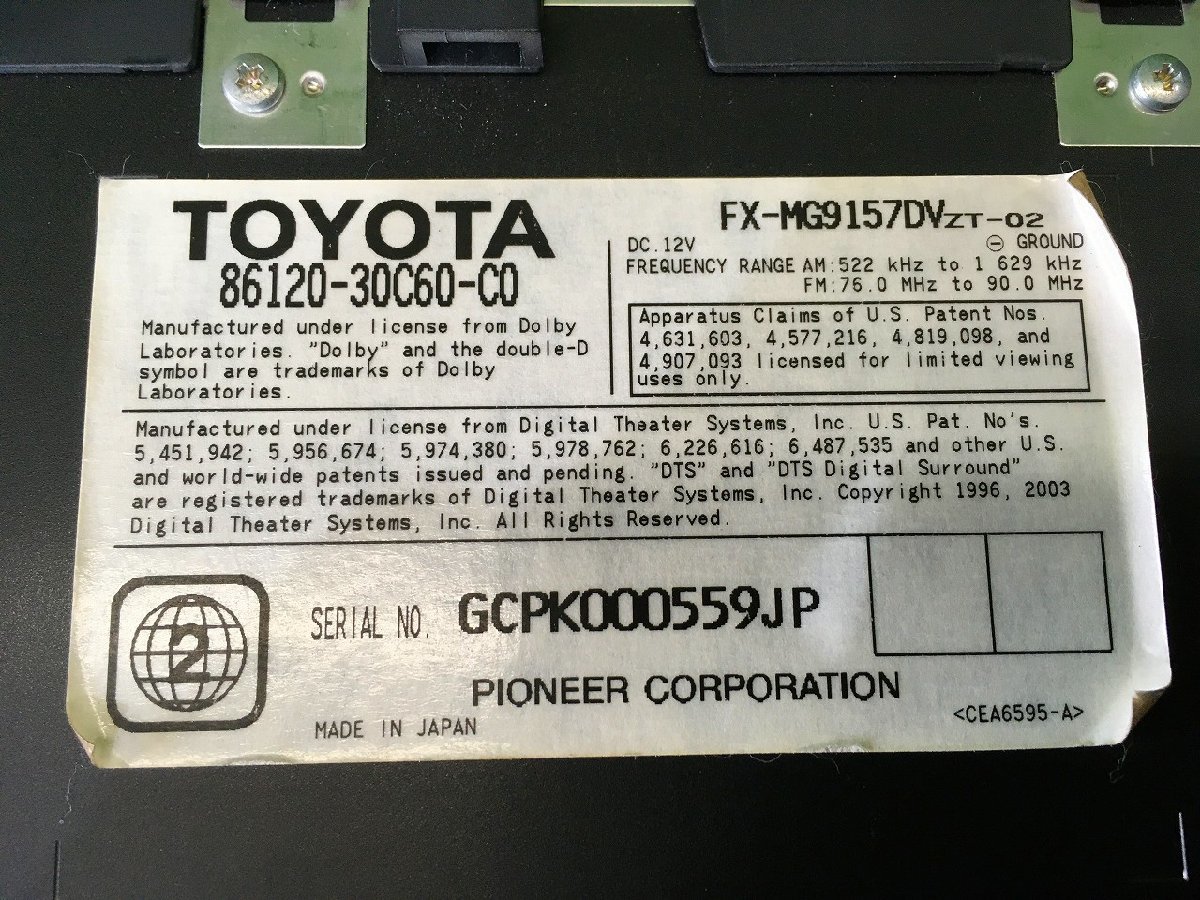 TOYOTA
86120-30C60-C0
Manufactured under license from Dolby
Laboratories. "Dolby" and the double-D
symbol are trademarks of Dolby
Laboratories.
FX-MG9157DVZT-02
DC.12V ⊖ GROUND
FREQUENCY RANGE AM:522 kHz to 1 629 kHz
FM:76.0 MHz to 90.0 MHz
Apparatus Claims of U.S. Patent Nos.
4,631,603, 4,577,216, 4,819,098, and
4,907,093 licensed for limited viewing
uses only.
Manufactured under license from Digital Theater Systems, Inc. U.S. Pat. No's.
5,451,942; 5,956,674; 5,974,380; 5,978,762; 6,226,616; 6,487,535 and other U.S.
and world-wide patents issued and pending. "DTS" and "DTS Digital Surround"
are registered trademarks of Digital Theater Systems, Inc. Copyright 1996, 2003
Digital Theater Systems, Inc. All Rights Reserved.
2
SERIAL NO. GCPK000559JP
PIONEER CORPORATION
MADE IN JAPAN
<CEA6595-A>